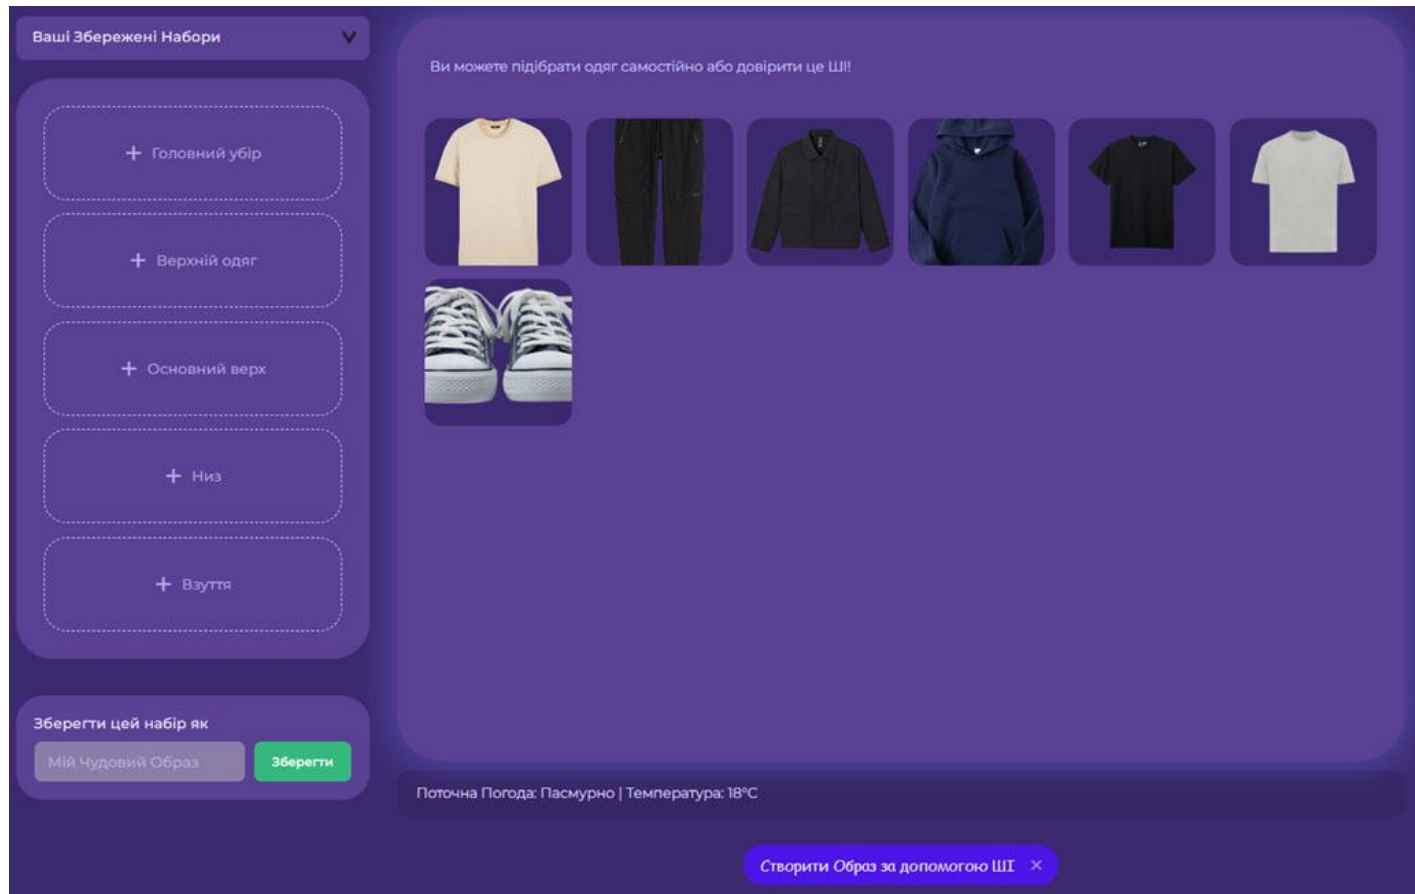 Ваші Збережені Набори
Ви можете підібрати одяг самостійно або довірити це ШІ!
+ Головний убір
+ Верхній одяг
+ Основний верх
+ Низ
+ Взуття
Зберегти цей набір як
Мій Чудовий Образ
Зберегти
Поточна Погода: Пасмурно | Температура: 18°C
Створити Образ за допомогою ШІ ×